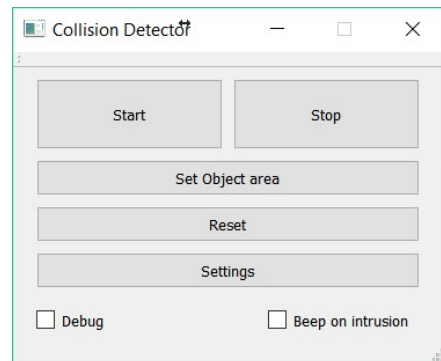 Collision Detector
Start Stop
Set Object area
Reset
Settings
Debug Beep on intrusion